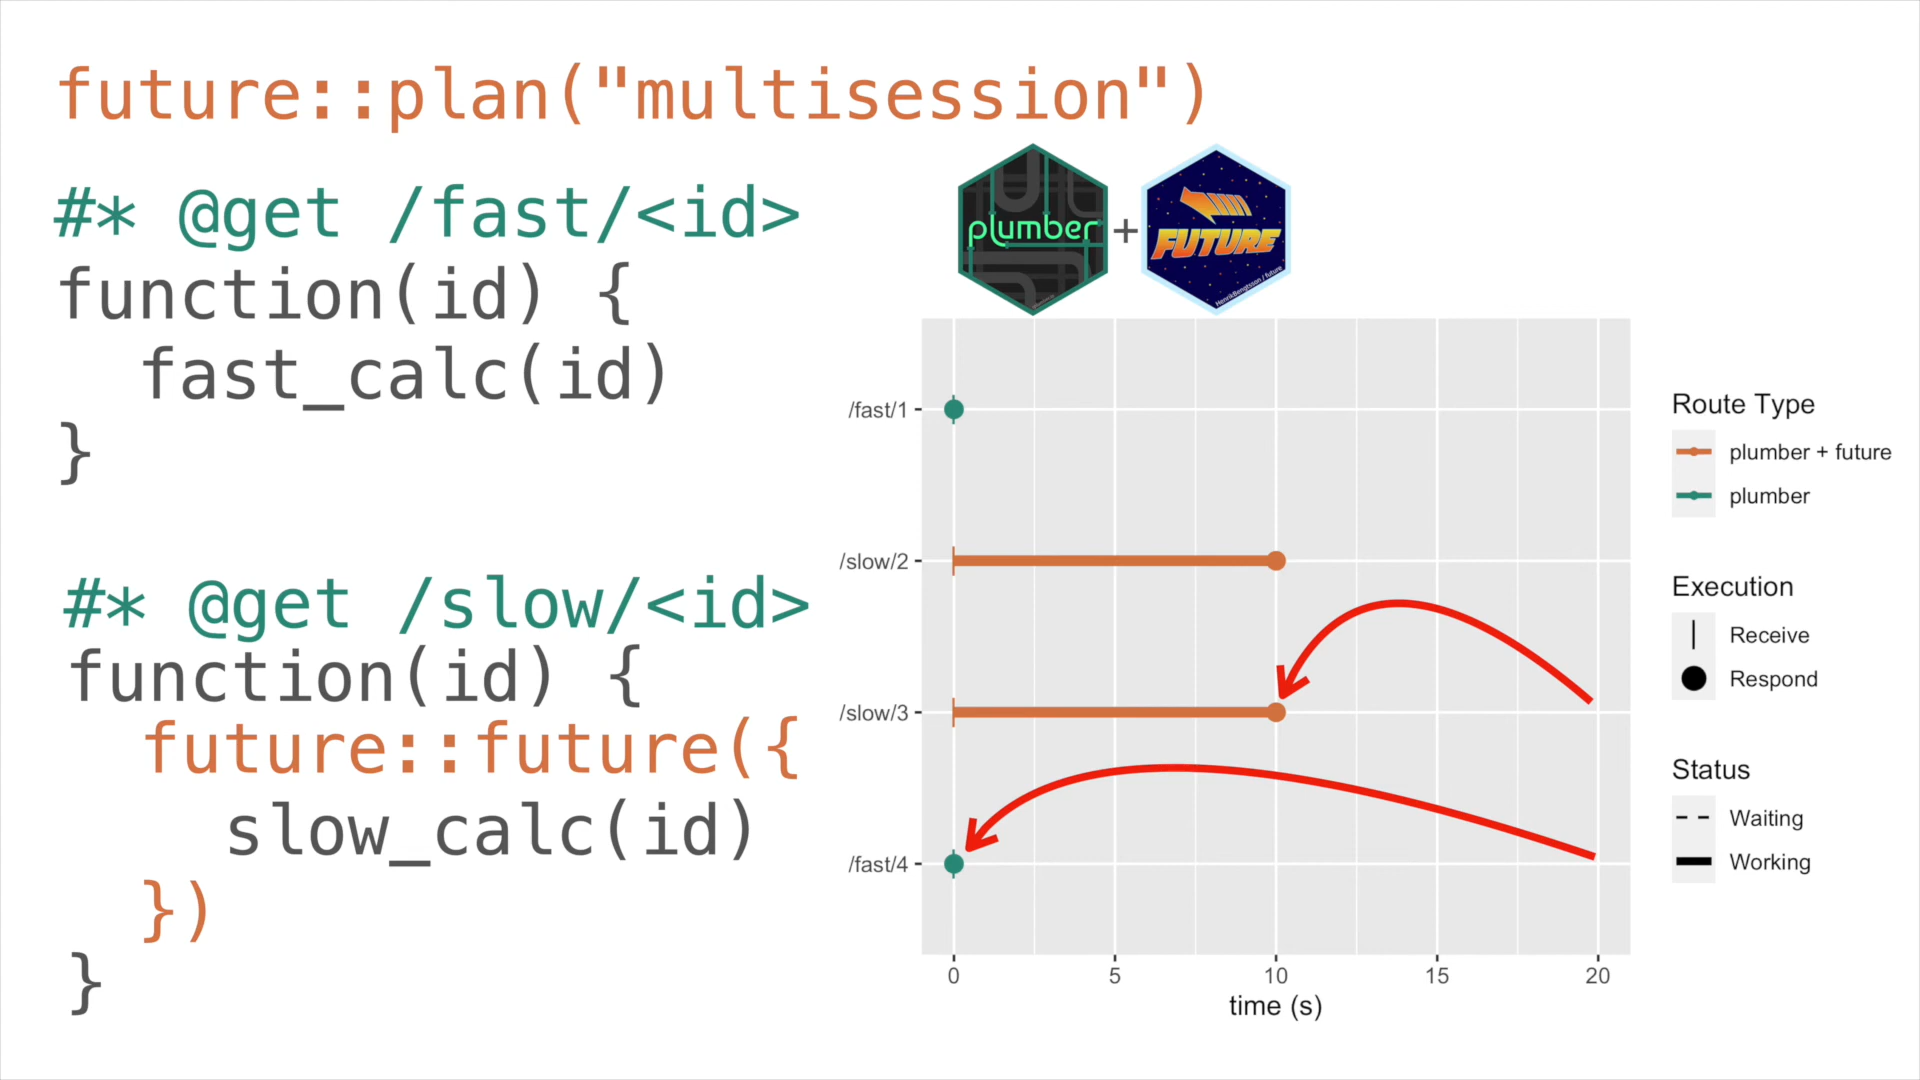 future::plan("multisession")
#* @get /fast/<id>
function(id) {
  fast_calc(id)
}
#* @get /slow/<id>
function(id) {
  future::future({
    slow_calc(id)
  })
}
plumber
+
FUTURE
HenrikBengtsson / future
/fast/1
/slow/2
/slow/3
/fast/4
0 5 10 15 20
time (s)
Route Type
plumber + future
plumber
Execution
Receive
Respond
Status
Waiting
Working